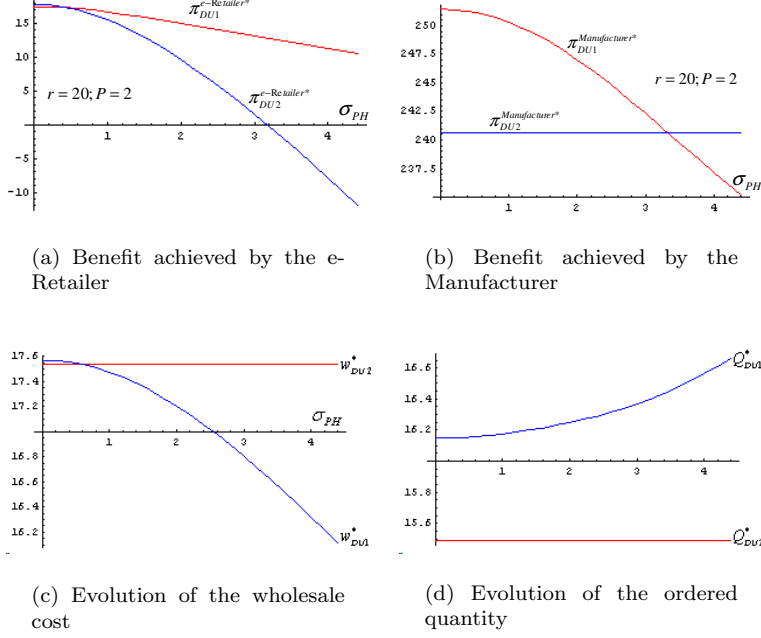 π_{DU1}^{e-Retailer*}
15
10
5
r = 20; P = 2
π_{DU2}^{e-Retailer*}
σ_{PH}
1 2 3 4
-5
-10
(a) Benefit achieved by the e-
Retailer
250
247.5
245
242.5
240
237.5
π_{DU1}^{Manufacturer*}
r = 20; P = 2
π_{DU2}^{Manufacturer*}
σ_{PH}
1 2 3 4
(b) Benefit achieved by the
Manufacturer
17.6
17.4
17.2
16.8
16.6
16.4
16.2
w^*_{DU2}
σ_{PH}
1 2 3 4
w^*_{DU1}
(c) Evolution of the wholesale
cost
16.6
16.4
16.2
15.8
15.6
Q^*_{DU1}
1 2 3 4
(d) Evolution of the ordered
quantity